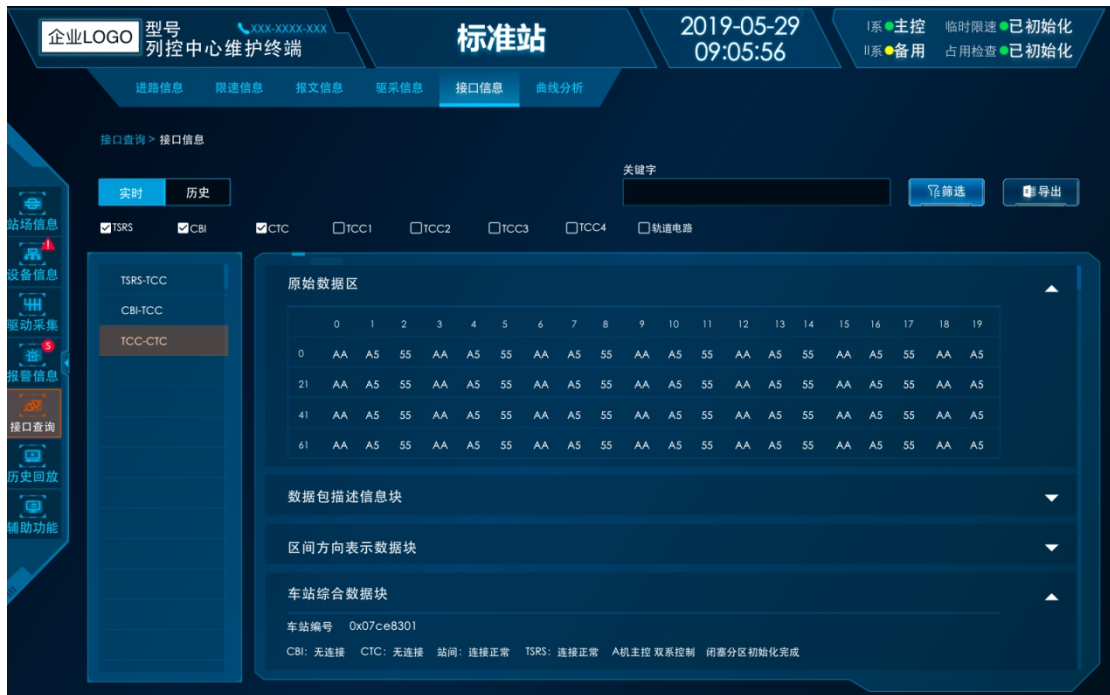 企业LOGO
型号
列控中心维护终端
XXX-XXXX-XXX
标准站
2019-05-29
09:05:56
I系 主控 临时限速 已初始化
II系 备用 占用检查 已初始化
进路信息 限速信息 报文信息 驱采信息 接口信息 曲线分析
接口查询 > 接口信息
关键字
实时 历史
筛选 导出
TSRS CBI CTC TCC1 TCC2 TCC3 TCC4 轨道电路
站场信息
设备信息
驱动采集
5
报警信息
接口查询
历史回放
辅助功能
TSRS-TCC
CBI-TCC
TCC-CTC
原始数据区
0 1 2 3 4 5 6 7 8 9 10 11 12 13 14 15 16 17 18 19
0 AA A5 55 AA A5 55 AA A5 55 AA A5 55 AA A5 55 AA A5 55 AA A5
21 AA A5 55 AA A5 55 AA A5 55 AA A5 55 AA A5 55 AA A5 55 AA A5
41 AA A5 55 AA A5 55 AA A5 55 AA A5 55 AA A5 55 AA A5 55 AA A5
61 AA A5 55 AA A5 55 AA A5 55 AA A5 55 AA A5 55 AA A5 55 AA A5
数据包描述信息块
区间方向表示数据块
车站综合数据块
车站编号 0x07ce8301
CBI: 无连接 CTC: 无连接 站间: 连接正常 TSRS: 连接正常 A机主控 双系控制 闭塞分区初始化完成